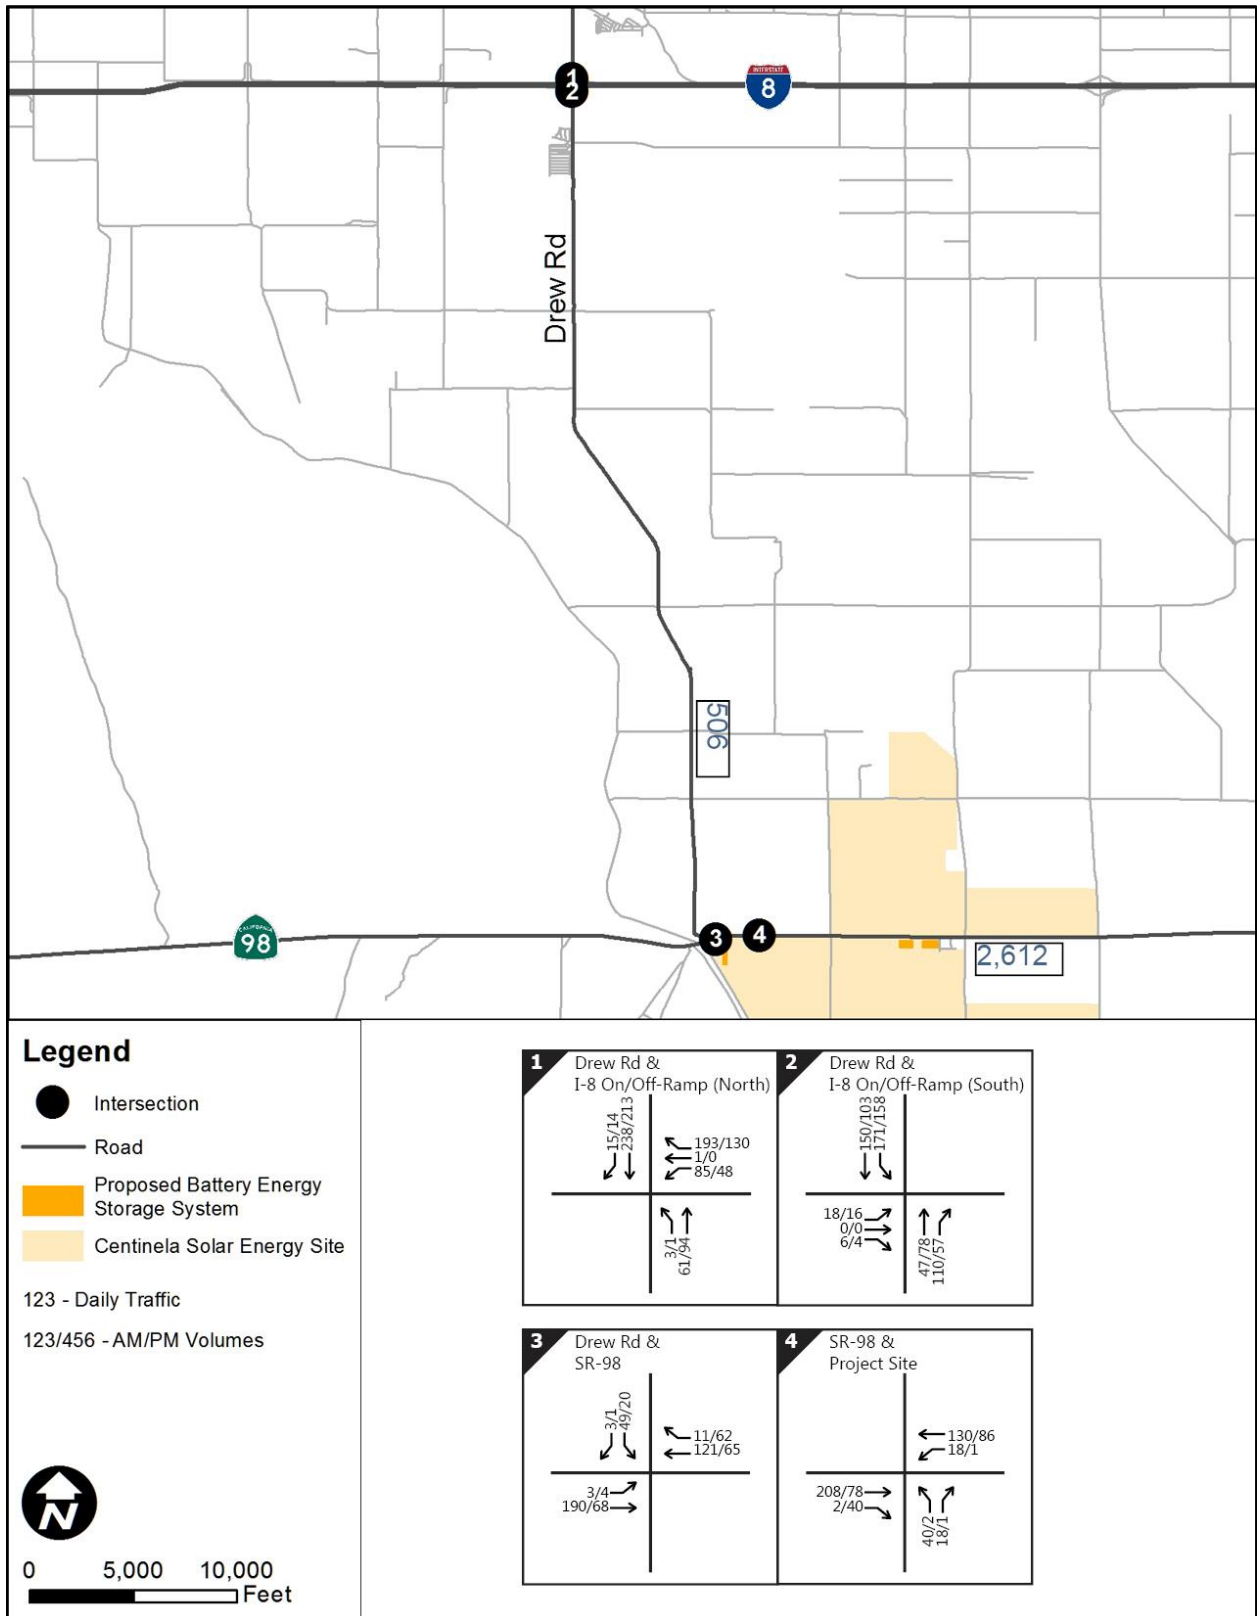 1
2
INTERSTATE
8
Drew Rd
506
CALIFORNIA
98
3
4
2,612
Legend
Intersection
Road
Proposed Battery Energy
Storage System
Centinela Solar Energy Site
123 - Daily Traffic
123/456 - AM/PM Volumes
N
0 5,000 10,000
Feet
1
Drew Rd &
I-8 On/Off-Ramp (North)
15/14
238/213
193/130
1/0
85/48
3/1
61/94
2
Drew Rd &
I-8 On/Off-Ramp (South)
150/103
171/158
18/16
0/0
6/4
47/78
110/57
3
Drew Rd &
SR-98
3/1
49/20
11/62
121/65
3/4
190/68
4
SR-98 &
Project Site
130/86
18/1
208/78
2/40
40/2
18/1